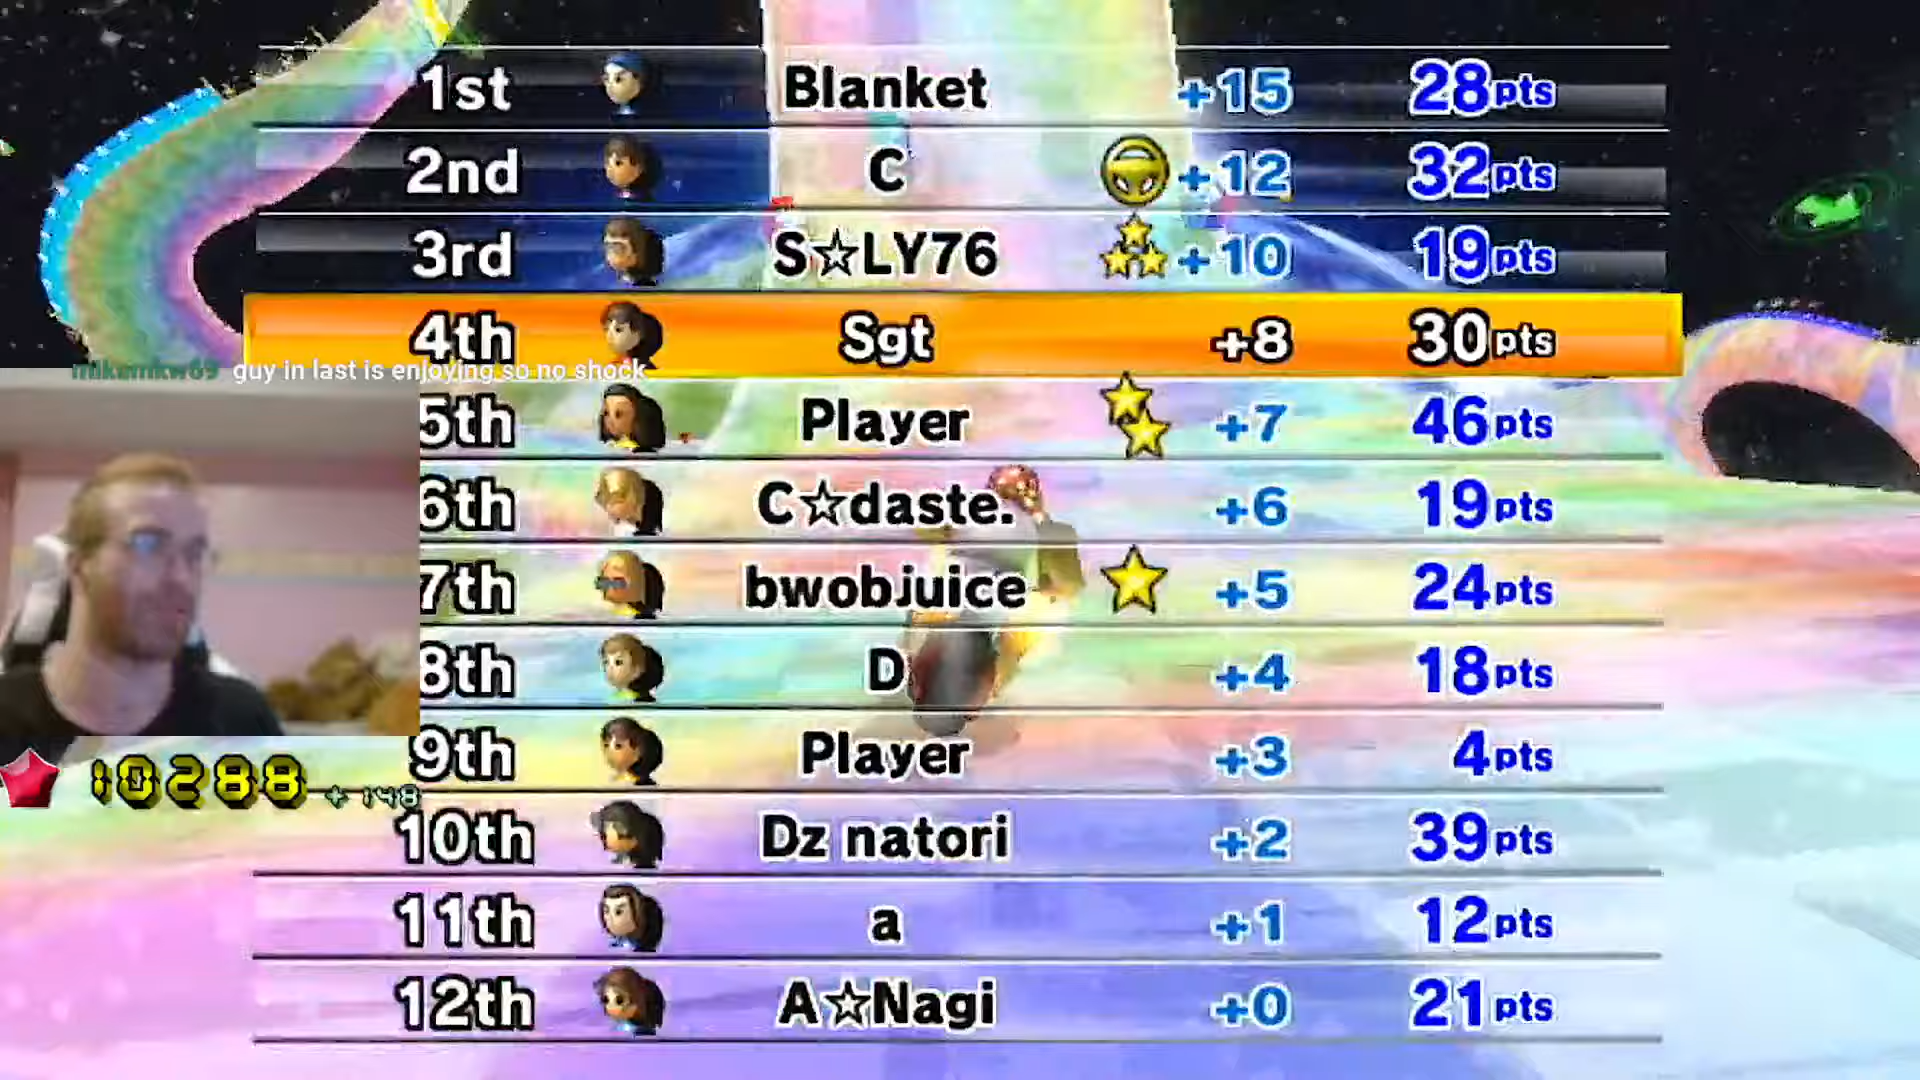 1st Blanket +15 28pts
2nd C +12 32pts
3rd S☆LY76 +10 19pts
4th Sgt +8 30pts
mikemkw69 guy in last is enjoying so no shock
5th Player +7 46pts
6th C☆daste. +6 19pts
7th bwobjuice +5 24pts
8th D +4 18pts
9th Player +3 4pts
10288 + 148
10th Dz natori +2 39pts
11th a +1 12pts
12th A☆Nagi +0 21pts